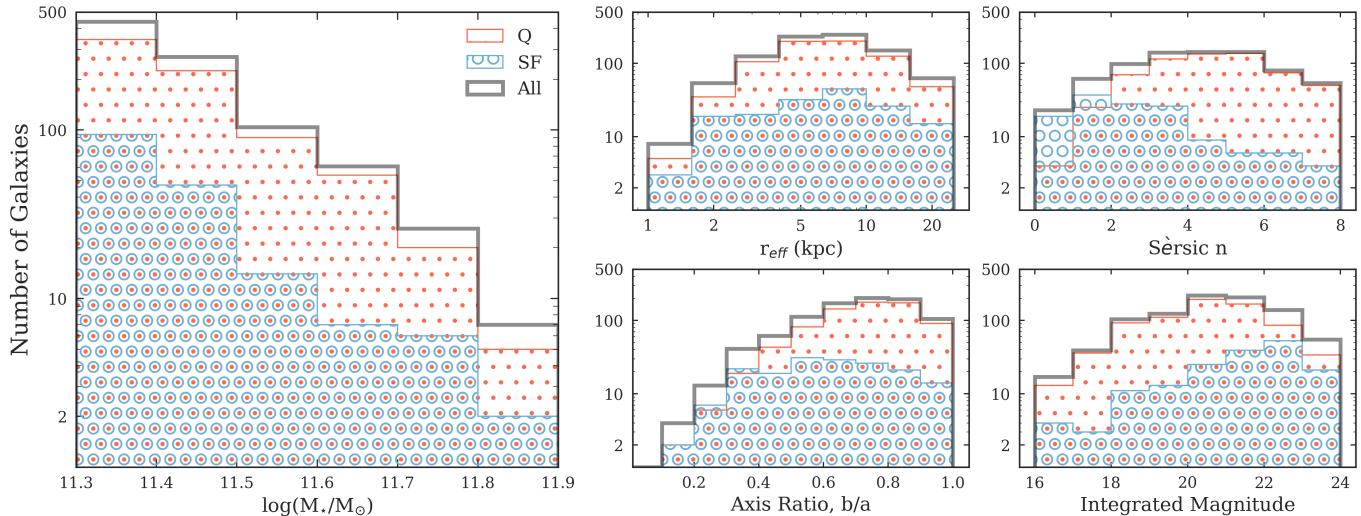 500
100
10
2
Number of Galaxies
Q
SF
All
11.3 11.4 11.5 11.6 11.7 11.8 11.9
log(M⋆/M⊙)
500
100
10
2
1 2 10 20
r_eff (kpc)
500
100
10
2
0 2 4 6 8
Sèrsic n
500
100
10
2
0.2 0.4 0.6 0.8 1.0
Axis Ratio, b/a
500
100
10
2
16 18 20 22 24
Integrated Magnitude